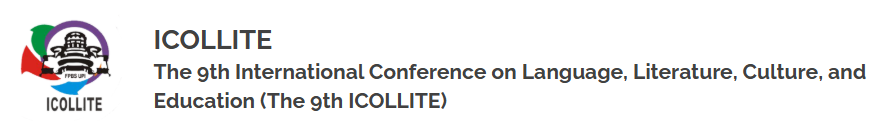 FPBS UPI
ICOLLITE
ICOLLITE
The 9th International Conference on Language, Literature, Culture, and
Education (The 9th ICOLLITE)